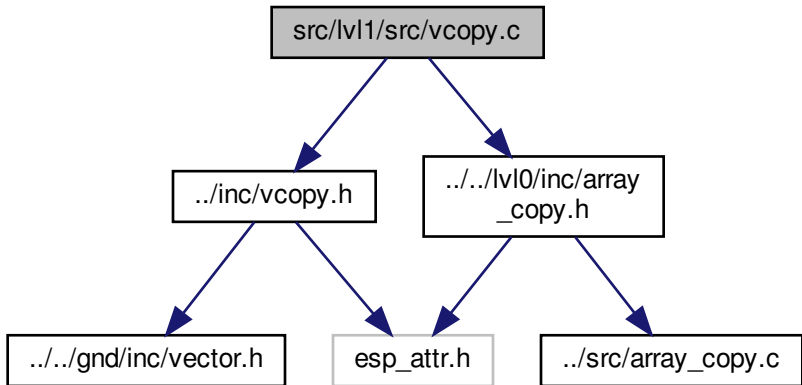 src/lvl1/src/vcopy.c
../inc/vcopy.h
../../lvl0/inc/array
_copy.h
../../gnd/inc/vector.h
esp_attr.h
../src/array_copy.c